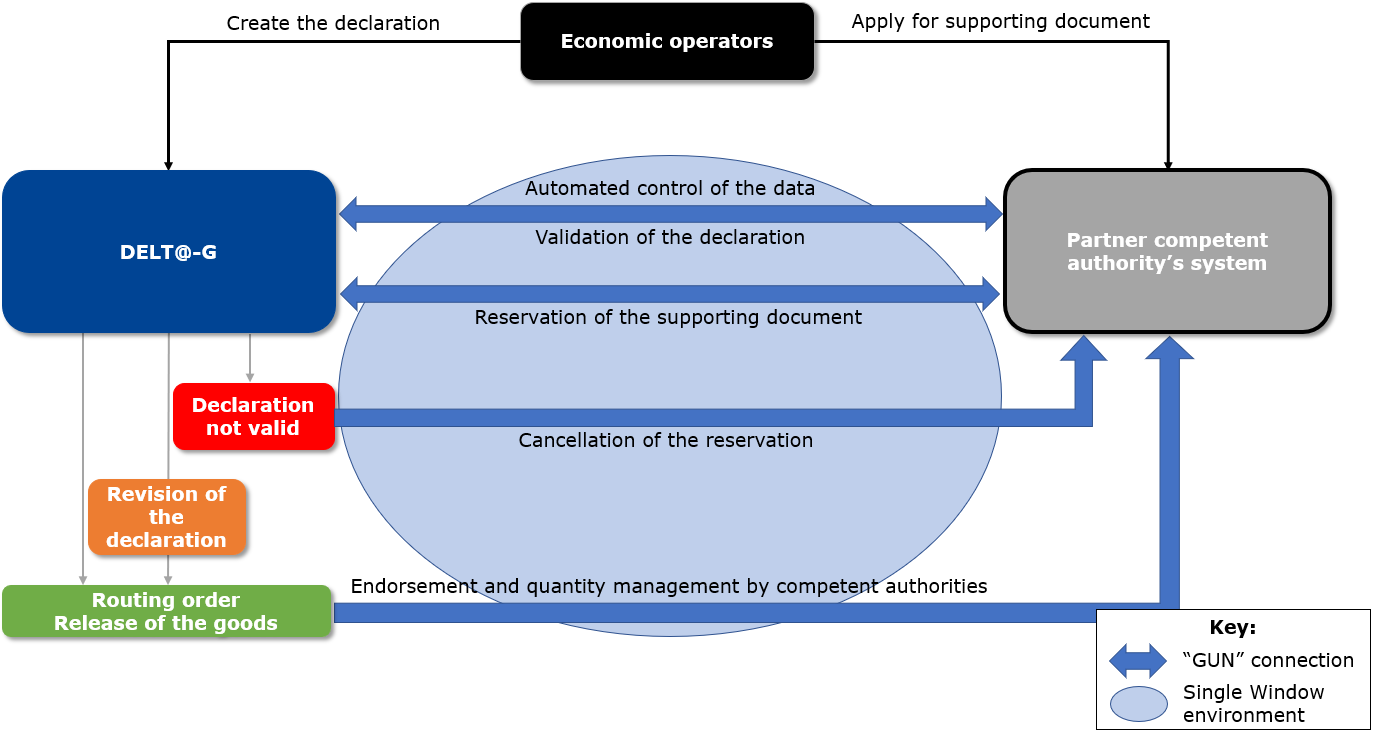 Create the declaration
Economic operators
Apply for supporting document
DELT@-G
Automated control of the data
Validation of the declaration
Reservation of the supporting document
Partner competent
authority’s system
Declaration
not valid
Cancellation of the reservation
Revision of
the
declaration
Endorsement and quantity management by competent authorities
Routing order
Release of the goods
Key:
“GUN” connection
Single Window
environment